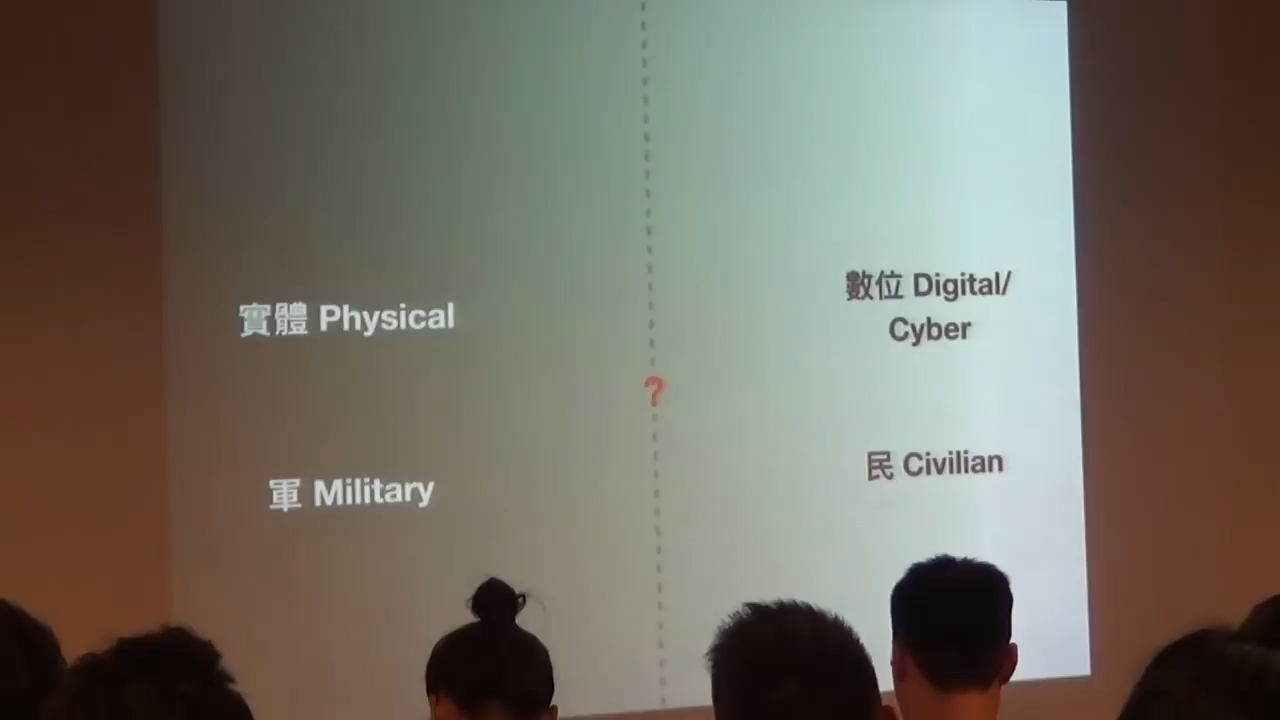 實體 Physical
數位 Digital/
Cyber
?
軍 Military
民 Civilian